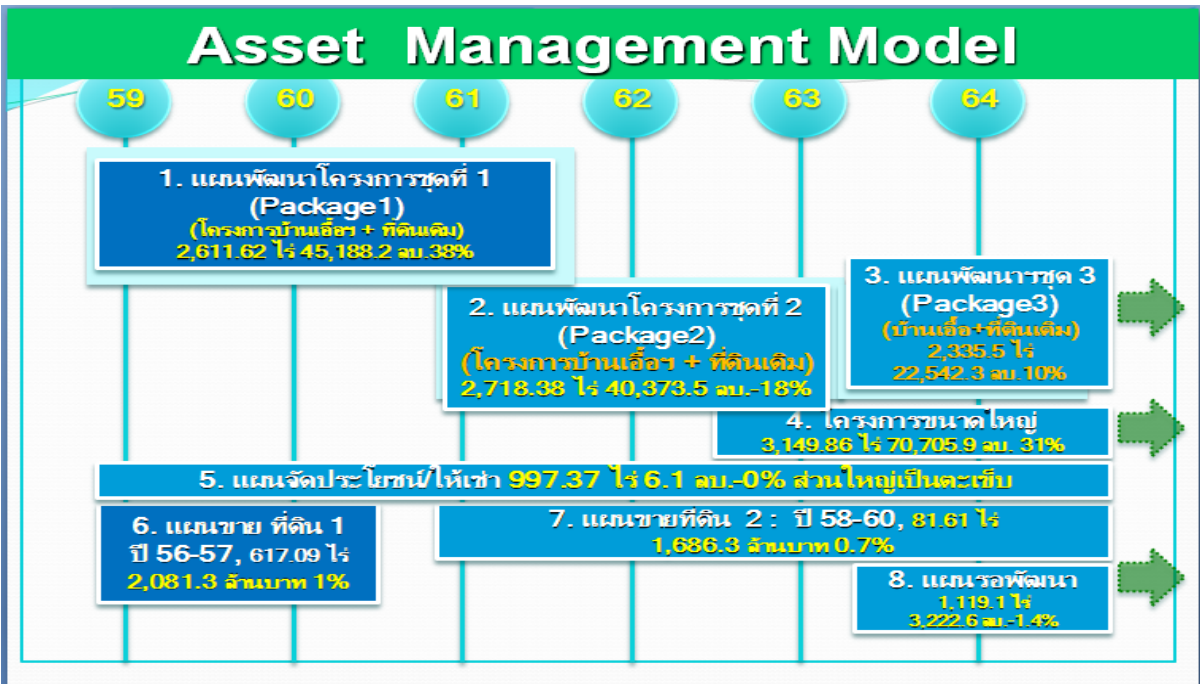 Asset Management Model
59 60 61 62 63 64
1. แผนพัฒนาโครงการชุดที่ 1
(Package1)
(โครงการบ้านเอื้อฯ + ที่ดินเดิม)
2,611.62 ไร่ 45,188.2 ลบ.38%
2. แผนพัฒนาโครงการชุดที่ 2
(Package2)
(โครงการบ้านเอื้อฯ + ที่ดินเดิม)
2,718.38 ไร่ 40,373.5 ลบ.-18%
3. แผนพัฒนาฯชุด 3
(Package3)
(บ้านเอื้อ+ที่ดินเดิม)
2,335.5 ไร่
22,542.3 ลบ.10%
4. โครงการขนาดใหญ่
3,149.86 ไร่ 70,705.9 ลบ. 31%
5. แผนจัดประโยชน์/ให้เช่า 997.37 ไร่ 6.1 ลบ.-0% ส่วนใหญ่เป็นตะเข็บ
6. แผนขาย ที่ดิน 1
ปี 56-57, 617.09 ไร่
2,081.3 ล้านบาท 1%
7. แผนขายที่ดิน 2 : ปี 58-60, 81.61 ไร่
1,686.3 ล้านบาท 0.7%
8. แผนรอพัฒนา
1,119.1 ไร่
3,222.6 ลบ.-1.4%